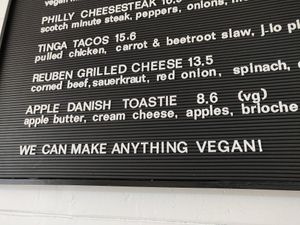 PHILLY CHEESESTEAK
scotch minute steak, peppers, onions,
TINGA TACOS 15.6
pulled chicken, carrot & beetroot slaw, j.lo
REUBEN GRILLED CHEESE 13,5
corned beef, sauerkraut, red onion, spinach,
APPLE DANISH TOASTIE 8.6 (vg)
apple butter, cream cheese, apples, brioche
WE CAN MAKE ANYTHING VEGAN!